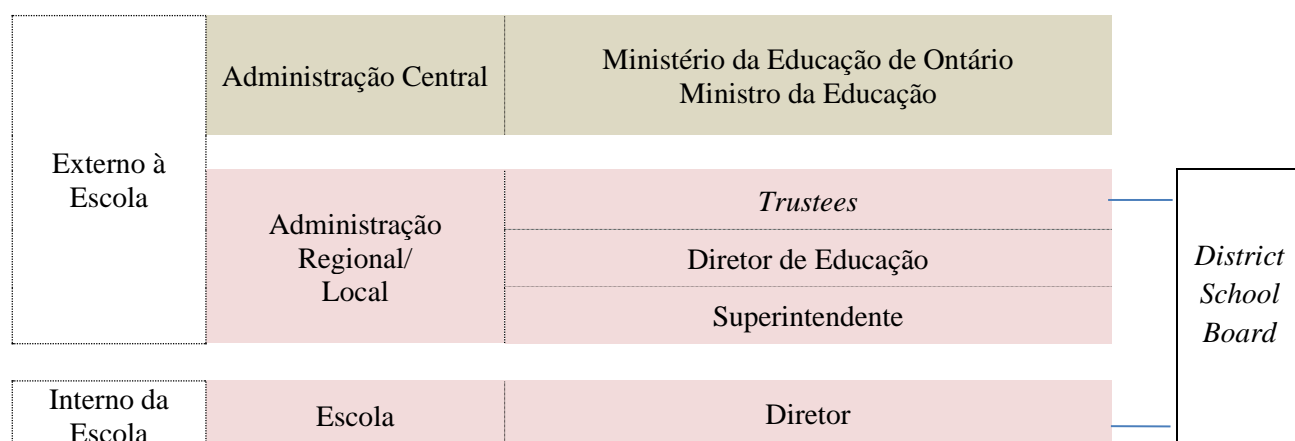 Administração Central
Ministério da Educação de Ontário
Ministro da Educação
Externo à
Escola
Administração
Regional/
Local
Trustees
Diretor de Educação
Superintendente
District
School
Board
Interno da
Escola
Escola
Diretor